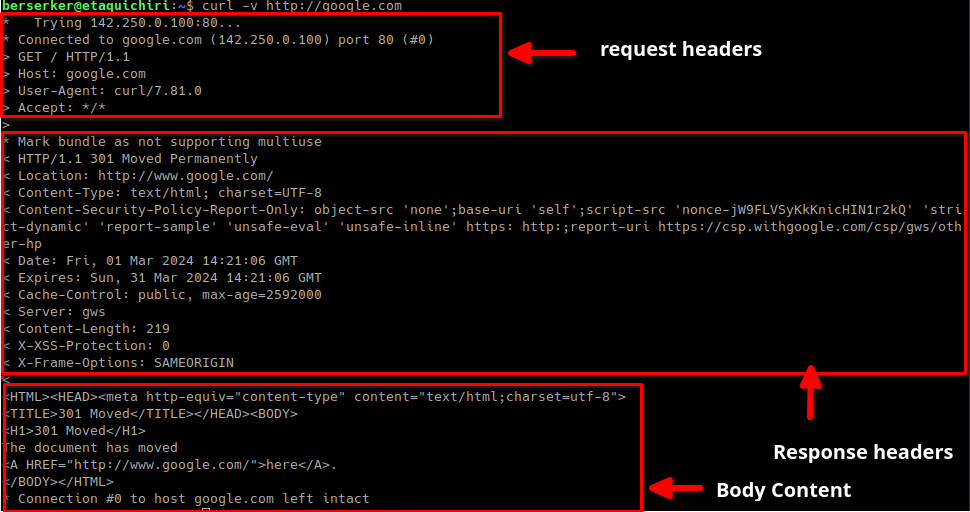 berserker@etaquichiri:~$ curl -v http://google.com
*   Trying 142.250.0.100:80...
* Connected to google.com (142.250.0.100) port 80 (#0)
> GET / HTTP/1.1
> Host: google.com
> User-Agent: curl/7.81.0
> Accept: */*
>
request headers
* Mark bundle as not supporting multiuse
< HTTP/1.1 301 Moved Permanently
< Location: http://www.google.com/
< Content-Type: text/html; charset=UTF-8
< Content-Security-Policy-Report-Only: object-src 'none';base-uri 'self';script-src 'nonce-jW9FLVSyKkKnicHIN1r2kQ' 'stri
ct-dynamic' 'report-sample' 'unsafe-eval' 'unsafe-inline' https: http:;report-uri https://csp.withgoogle.com/csp/gws/oth
er-hp
< Date: Fri, 01 Mar 2024 14:21:06 GMT
< Expires: Sun, 31 Mar 2024 14:21:06 GMT
< Cache-Control: public, max-age=2592000
< Server: gws
< Content-Length: 219
< X-XSS-Protection: 0
< X-Frame-Options: SAMEORIGIN
<
Response headers
<HTML><HEAD><meta http-equiv="content-type" content="text/html;charset=utf-8">
<TITLE>301 Moved</TITLE></HEAD><BODY>
<H1>301 Moved</H1>
The document has moved
<A HREF="http://www.google.com/">here</A>.
</BODY></HTML>
* Connection #0 to host google.com left intact
Body Content